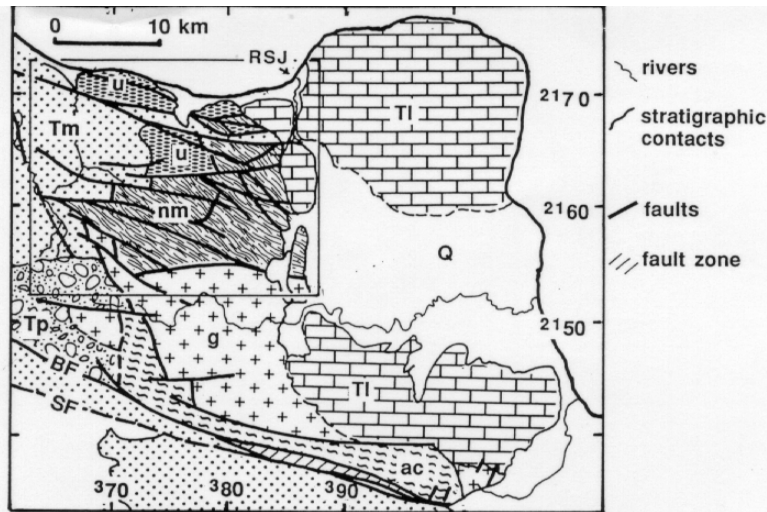 0 10 km
RSJ
rivers
u
Tl
2170
Tm
stratigraphic
contacts
u
nm
2160
faults
Q
fault zone
Tp
g
2150
BF
Tl
SF
ac
370 380 390